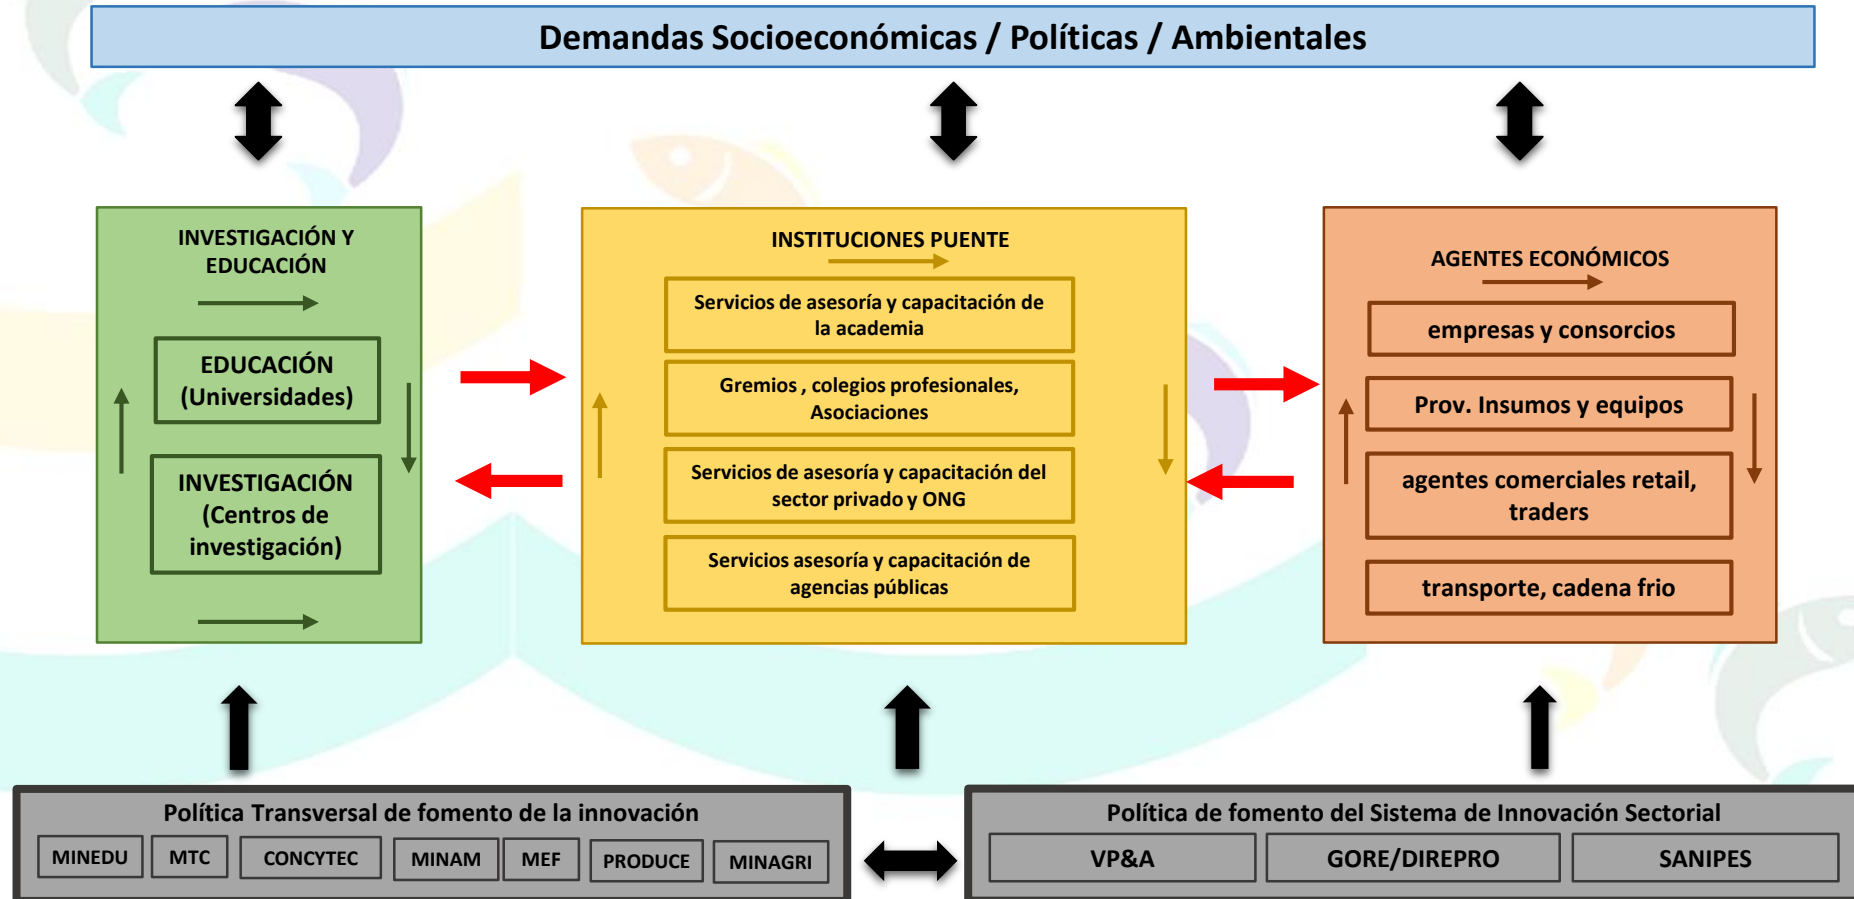 Demandas Socioeconómicas / Políticas / Ambientales
INVESTIGACIÓN Y
EDUCACIÓN
EDUCACIÓN
(Universidades)
INVESTIGACIÓN
(Centros de
investigación)
INSTITUCIONES PUENTE
Servicios de asesoría y capacitación de
la academia
Gremios , colegios profesionales,
Asociaciones
Servicios de asesoría y capacitación del
sector privado y ONG
Servicios asesoría y capacitación de
agencias públicas
AGENTES ECONÓMICOS
empresas y consorcios
Prov. Insumos y equipos
agentes comerciales retail,
traders
transporte, cadena frio
Política Transversal de fomento de la innovación
MINEDU MTC CONCYTEC MINAM MEF PRODUCE MINAGRI
Política de fomento del Sistema de Innovación Sectorial
VP&A GORE/DIREPRO SANIPES